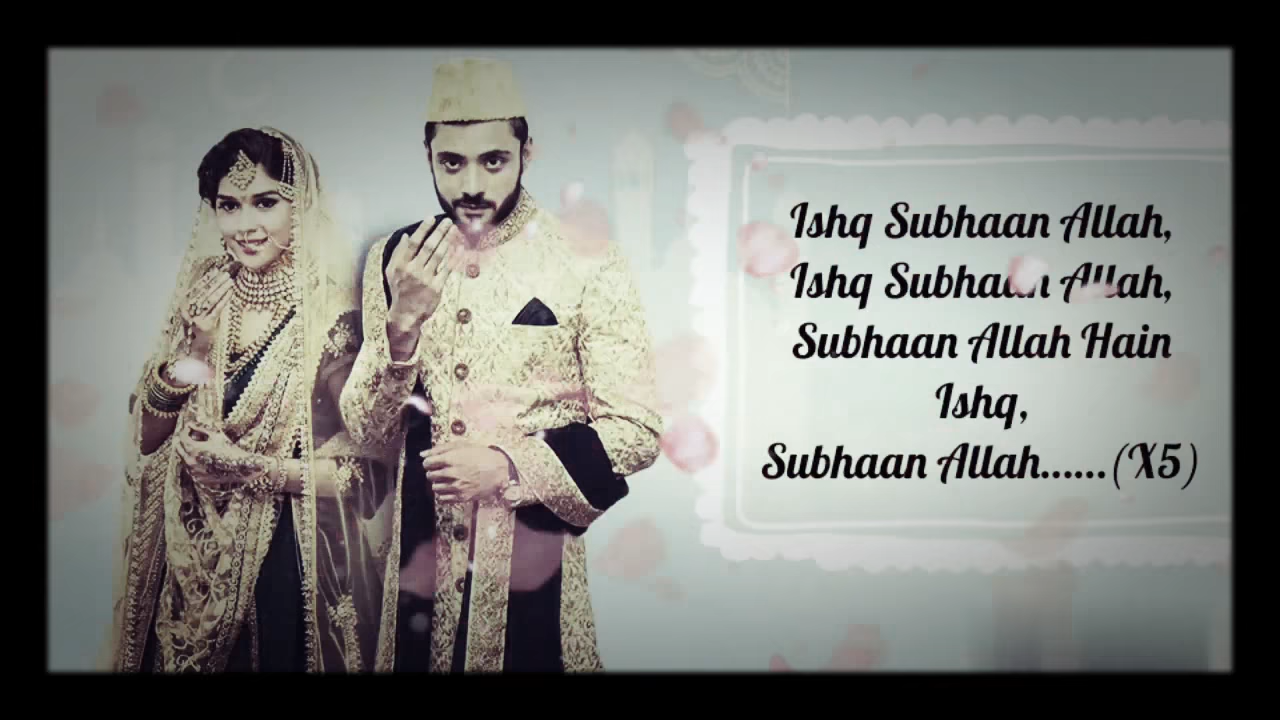 Ishq Subhaan Allah,
Ishq Subhaan Allah,
Subhaan Allah Hain
Ishq,
Subhaan Allah......(X5)